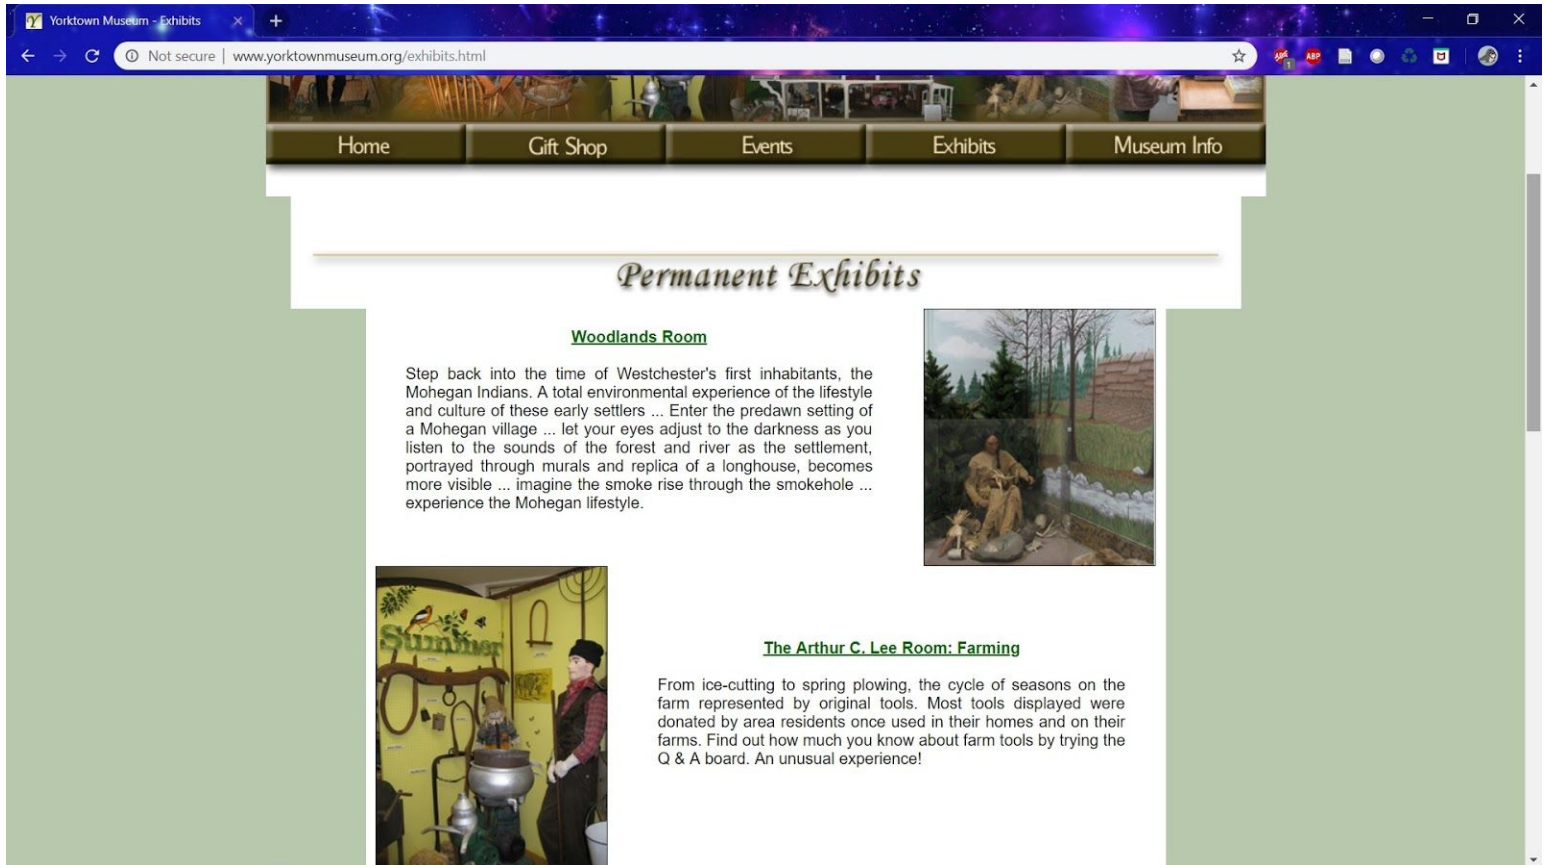 Yorktown Museum - Exhibits
Not secure | www.yorktownmuseum.org/exhibits.html
ABP
1
Home Gift Shop Events Exhibits Museum Info
Permanent Exhibits
Woodlands Room
Step back into the time of Westchester's first inhabitants, the
Mohegan Indians. A total environmental experience of the lifestyle
and culture of these early settlers ... Enter the predawn setting of
a Mohegan village ... let your eyes adjust to the darkness as you
listen to the sounds of the forest and river as the settlement,
portrayed through murals and replica of a longhouse, becomes
more visible ... imagine the smoke rise through the smokehole ...
experience the Mohegan lifestyle.
Summer
The Arthur C. Lee Room: Farming
From ice-cutting to spring plowing, the cycle of seasons on the
farm represented by original tools. Most tools displayed were
donated by area residents once used in their homes and on their
farms. Find out how much you know about farm tools by trying the
Q & A board. An unusual experience!